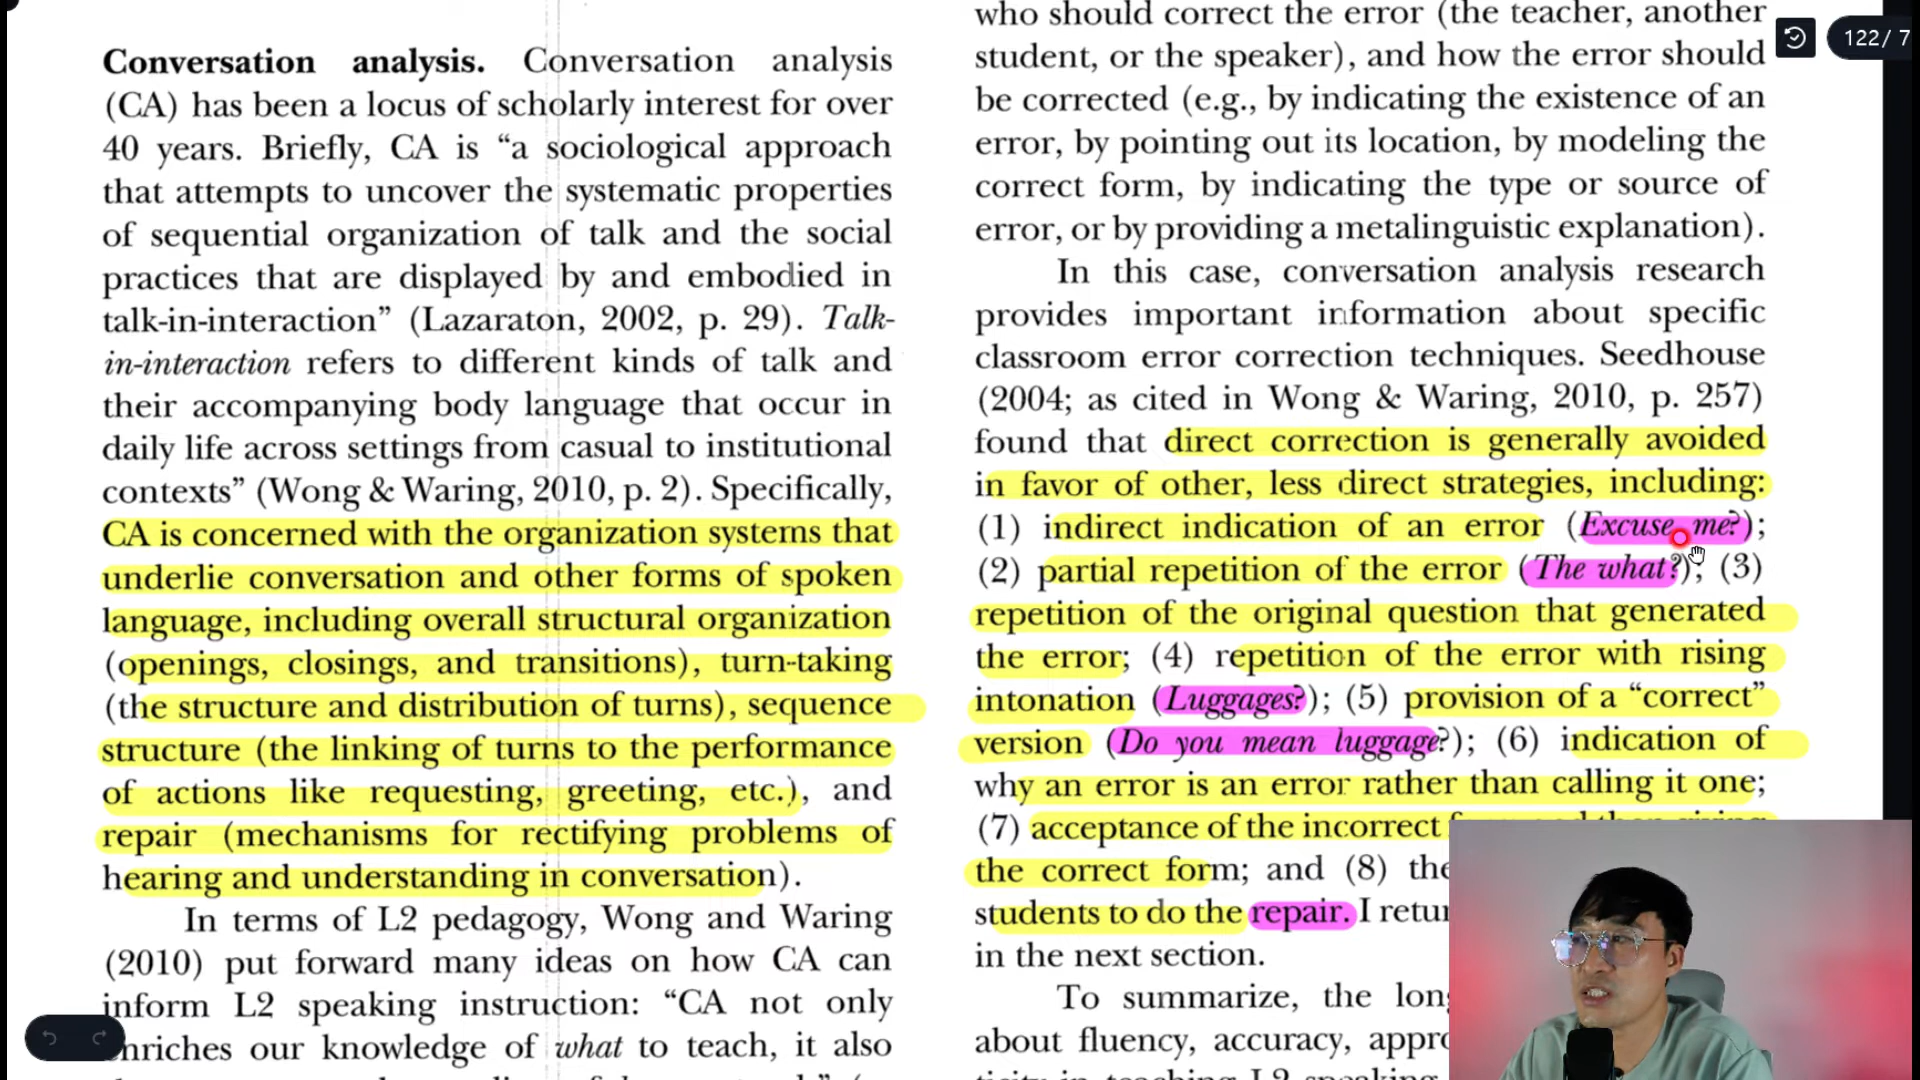 Conversation analysis. Conversation analysis
(CA) has been a locus of scholarly interest for over
40 years. Briefly, CA is “a sociological approach
that attempts to uncover the systematic properties
of sequential organization of talk and the social
practices that are displayed by and embodied in
talk-in-interaction” (Lazaraton, 2002, p. 29). Talk-
in-interaction refers to different kinds of talk and
their accompanying body language that occur in
daily life across settings from casual to institutional
contexts” (Wong & Waring, 2010, p. 2). Specifically,
CA is concerned with the organization systems that
underlie conversation and other forms of spoken
language, including overall structural organization
(openings, closings, and transitions), turn-taking
(the structure and distribution of turns), sequence
structure (the linking of turns to the performance
of actions like requesting, greeting, etc.), and
repair (mechanisms for rectifying problems of
hearing and understanding in conversation).
In terms of L2 pedagogy, Wong and Waring
(2010) put forward many ideas on how CA can
inform L2 speaking instruction: “CA not only
enriches our knowledge of what to teach, it also
who should correct the error (the teacher, another
student, or the speaker), and how the error should
be corrected (e.g., by indicating the existence of an
error, by pointing out its location, by modeling the
correct form, by indicating the type or source of
error, or by providing a metalinguistic explanation).
In this case, conversation analysis research
provides important information about specific
classroom error correction techniques. Seedhouse
(2004; as cited in Wong & Waring, 2010, p. 257)
found that direct correction is generally avoided
in favor of other, less direct strategies, including:
(1) indirect indication of an error (Excuse me?);
(2) partial repetition of the error (The what?); (3)
repetition of the original question that generated
the error; (4) repetition of the error with rising
intonation (Luggages?); (5) provision of a “correct”
version (Do you mean luggage?); (6) indication of
why an error is an error rather than calling it one;
(7) acceptance of the incorrect
the correct form; and (8) the
students to do the repair. I retur
in the next section.
To summarize, the long
about fluency, accuracy, appro
122/ 7